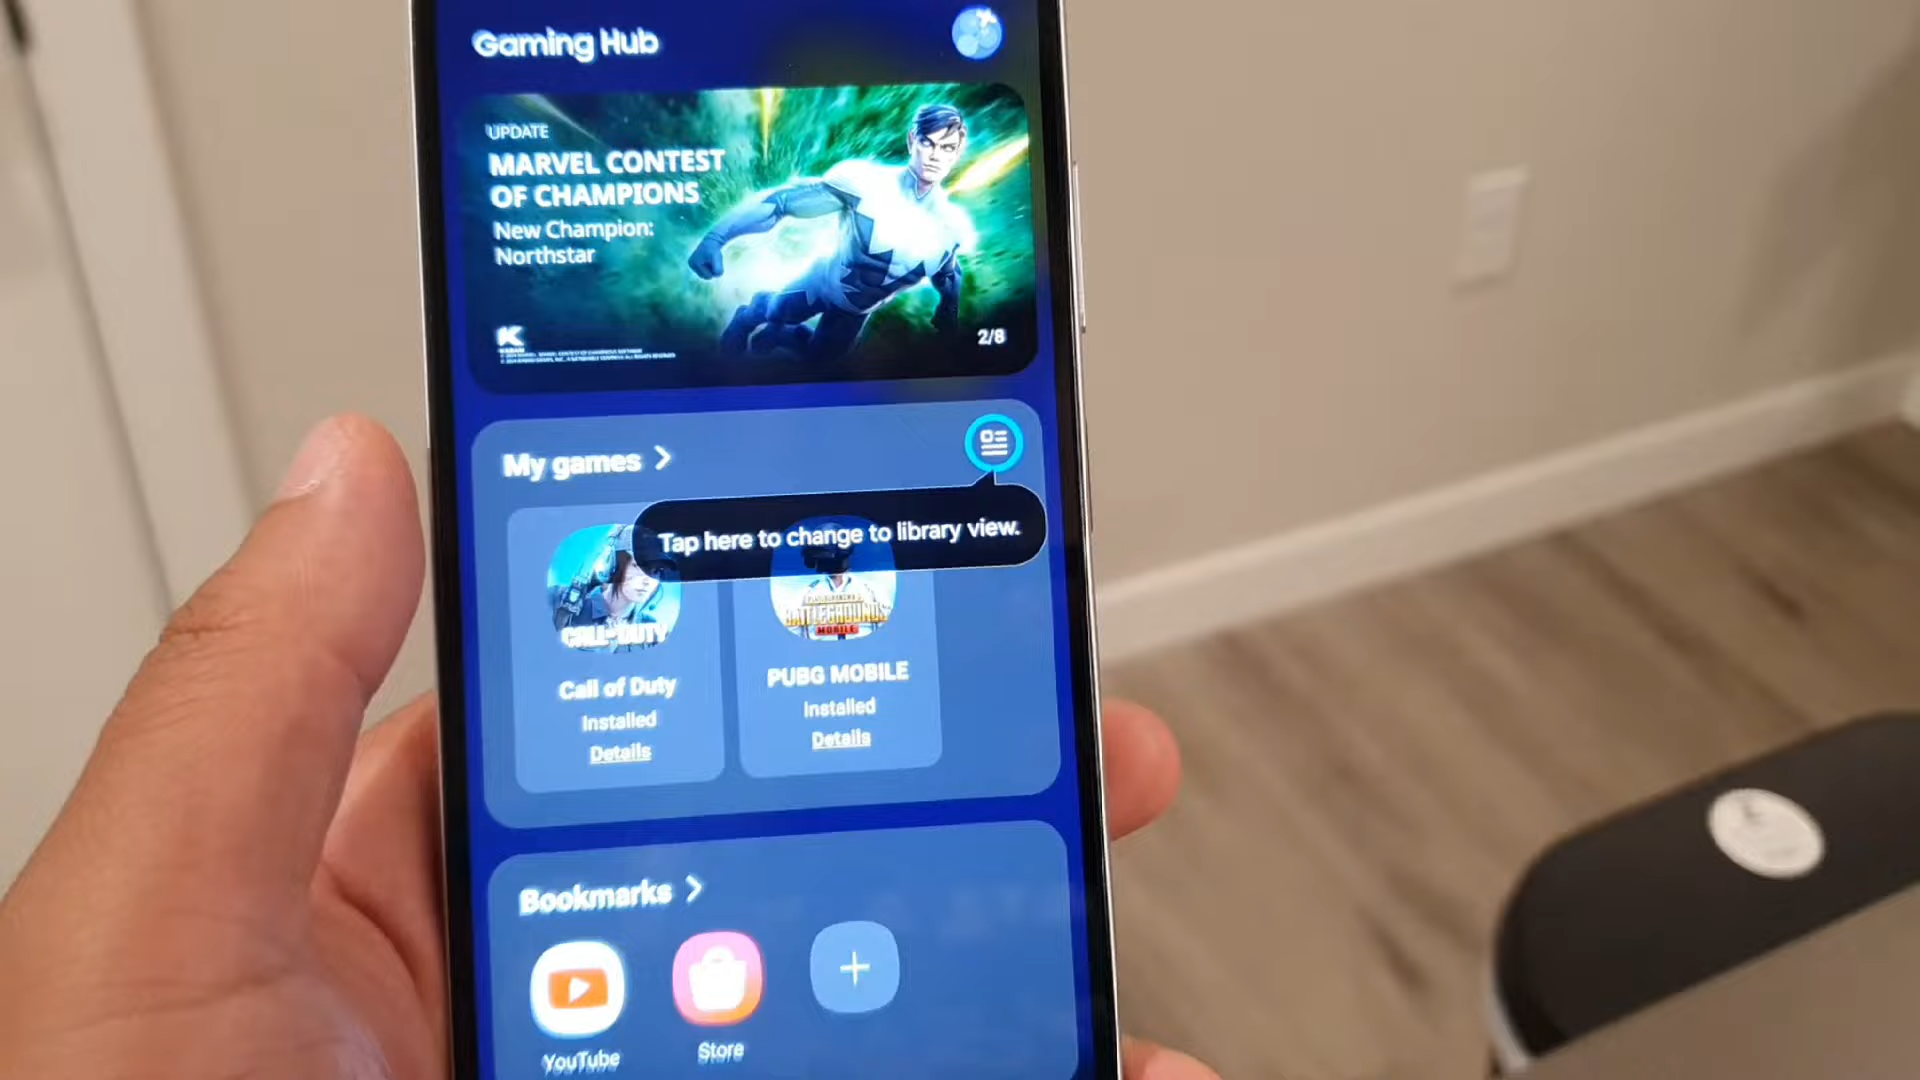 Gaming Hub
UPDATE
MARVEL CONTEST
OF CHAMPIONS
New Champion:
Northstar
2/8
My games
Tap here to change to library view.
CALL OF DUTY
BATTLEGROUNDS
MOBILE
Call of Duty
Installed
Details
PUBG MOBILE
Installed
Details
Bookmarks
YouTube
Store